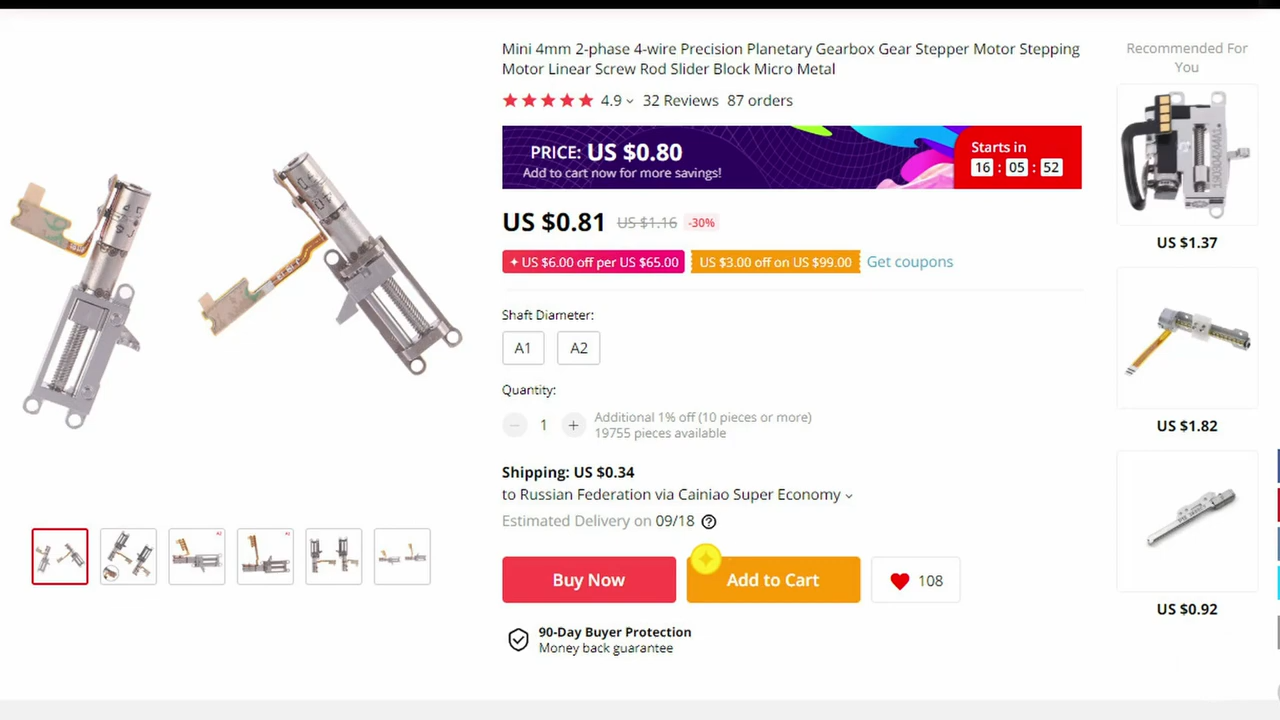 Mini 4mm 2-phase 4-wire Precision Planetary Gearbox Gear Stepper Motor Stepping
Motor Linear Screw Rod Slider Block Micro Metal
4.9 32 Reviews 87 orders
PRICE: US $0.80
Add to cart now for more savings!
Starts in
16 : 05 : 52
US $0.81 US $1.16 -30%
US $6.00 off per US $65.00 US $3.00 off on US $99.00 Get coupons
Shaft Diameter:
A1 A2
Quantity:
1
Additional 1% off (10 pieces or more)
19755 pieces available
Shipping: US $0.34
to Russian Federation via Cainiao Super Economy
Estimated Delivery on 09/18
Buy Now Add to Cart 108
90-Day Buyer Protection
Money back guarantee
Recommended For
You
US $1.37
US $1.82
US $0.92